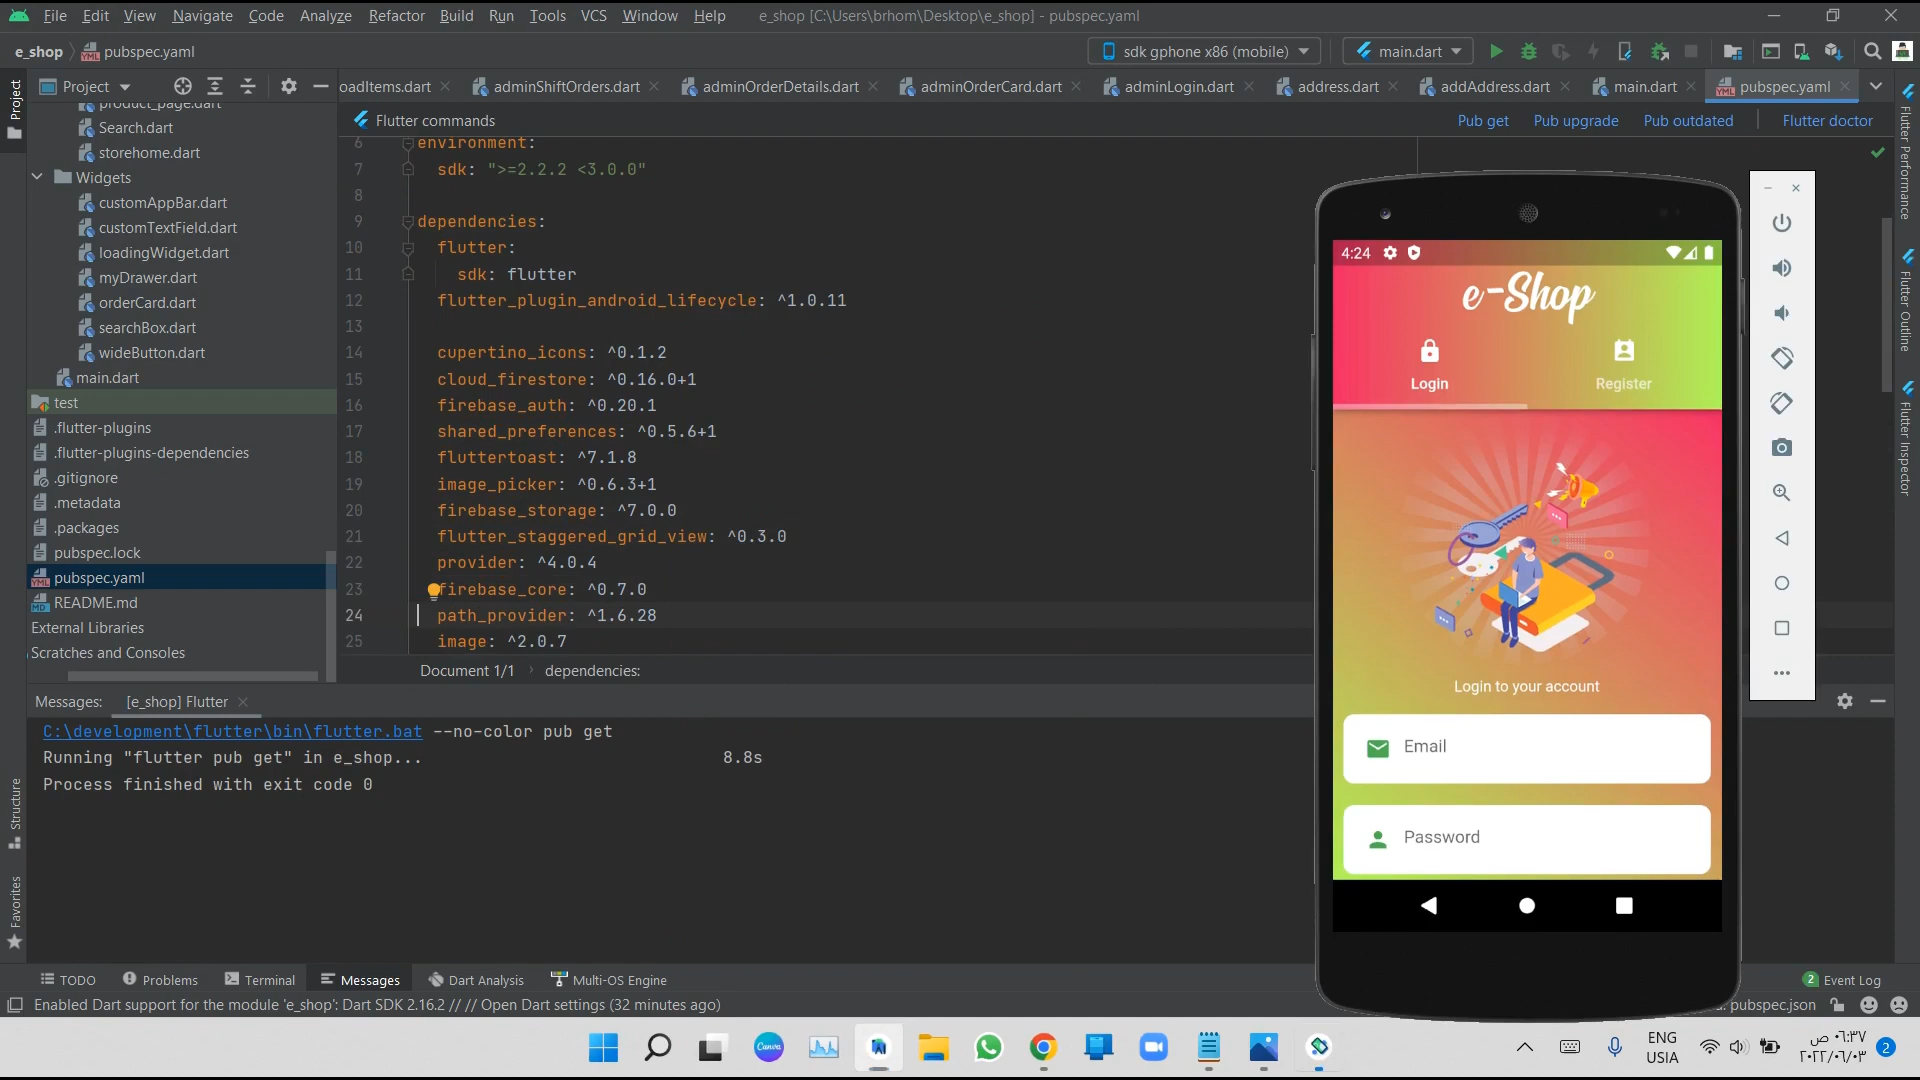 File Edit View Navigate Code Analyze Refactor Build Run Tools VCS Window Help e_shop [C:\Users\brhom\Desktop\e_shop] - pubspec.yaml
e_shop pubspec.yaml sdk gphone x86 (mobile) main.dart
Project oadItems.dart adminShiftOrders.dart adminOrderDetails.dart adminOrderCard.dart adminLogin.dart address.dart addAddress.dart main.dart pubspec.yaml
Flutter commands Pub get Pub upgrade Pub outdated Flutter doctor
Project
product_page.dart
Search.dart
storehome.dart
Widgets
customAppBar.dart
customTextField.dart
loadingWidget.dart
myDrawer.dart
orderCard.dart
searchBox.dart
wideButton.dart
main.dart
test
.flutter-plugins
.flutter-plugins-dependencies
.gitignore
.metadata
.packages
pubspec.lock
pubspec.yaml
README.md
External Libraries
Scratches and Consoles
6 environment:
7 sdk: ">=2.2.2 <3.0.0"
8
9 dependencies:
10 flutter:
11 sdk: flutter
12 flutter_plugin_android_lifecycle: ^1.0.11
13
14 cupertino_icons: ^0.1.2
15 cloud_firestore: ^0.16.0+1
16 firebase_auth: ^0.20.1
17 shared_preferences: ^0.5.6+1
18 fluttertoast: ^7.1.8
19 image_picker: ^0.6.3+1
20 firebase_storage: ^7.0.0
21 flutter_staggered_grid_view: ^0.3.0
22 provider: ^4.0.4
23 firebase_core: ^0.7.0
24 path_provider: ^1.6.28
25 image: ^2.0.7
Document 1/1 dependencies:
4:24
e-Shop
Login Register
Login to your account
Email
Password
Flutter Performance
Flutter Outline
Flutter Inspector
Messages: [e_shop] Flutter
C:\development\flutter\bin\flutter.bat --no-color pub get
Running "flutter pub get" in e_shop... 8.8s
Process finished with exit code 0
Structure
Favorites
TODO Problems Terminal Messages Dart Analysis Multi-OS Engine 2 Event Log
Enabled Dart support for the module 'e_shop': Dart SDK 2.16.2 // // Open Dart settings (32 minutes ago) pubspec.json
Canva
ENG
USIA
٠٦:٣٧ ص
٢٠٢٢/٠٦/٠٣
2